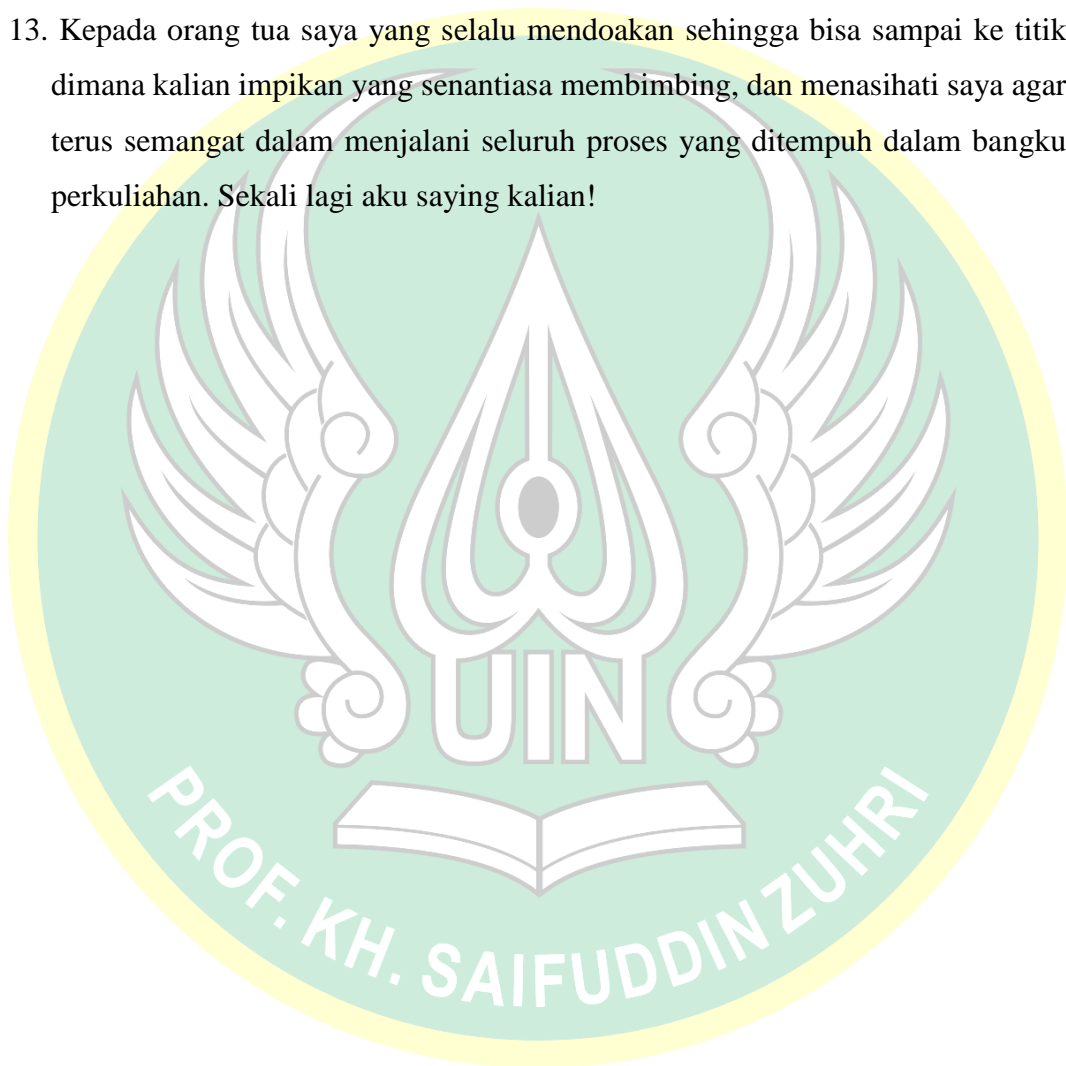 13. Kepada orang tua saya yang selalu mendoakan sehingga bisa sampai ke titik
dimana kalian impikan yang senantiasa membimbing, dan menasihati saya agar
terus semangat dalam menjalani seluruh proses yang ditempuh dalam bangku
perkuliahan. Sekali lagi aku saying kalian!
UIN
PROF. KH. SAIFUDDIN ZUHRI